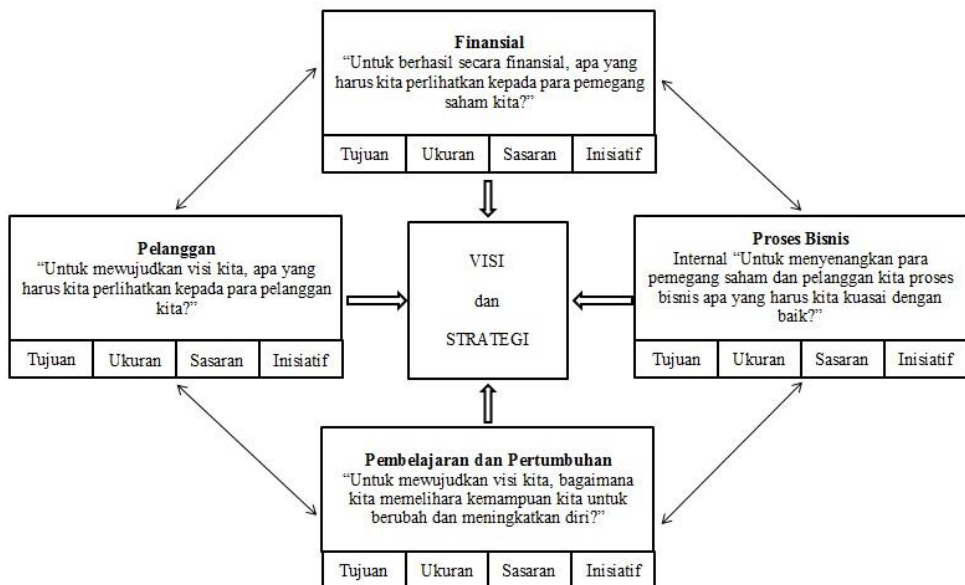 Finansial
“Untuk berhasil secara finansial, apa yang
harus kita perlihatkan kepada para pemegang
saham kita?”
Tujuan Ukuran Sasaran Inisiatif
Pelanggan
“Untuk mewujudkan visi kita, apa yang
harus kita perlihatkan kepada para pelanggan
kita?”
Tujuan Ukuran Sasaran Inisiatif
VISI
dan
STRATEGI
Proses Bisnis
Internal “Untuk menyenangkan para
pemegang saham dan pelanggan kita proses
bisnis apa yang harus kita kuasai dengan
baik?”
Tujuan Ukuran Sasaran Inisiatif
Pembelajaran dan Pertumbuhan
“Untuk mewujudkan visi kita, bagaimana
kita memelihara kemampuan kita untuk
berubah dan meningkatkan diri?”
Tujuan Ukuran Sasaran Inisiatif